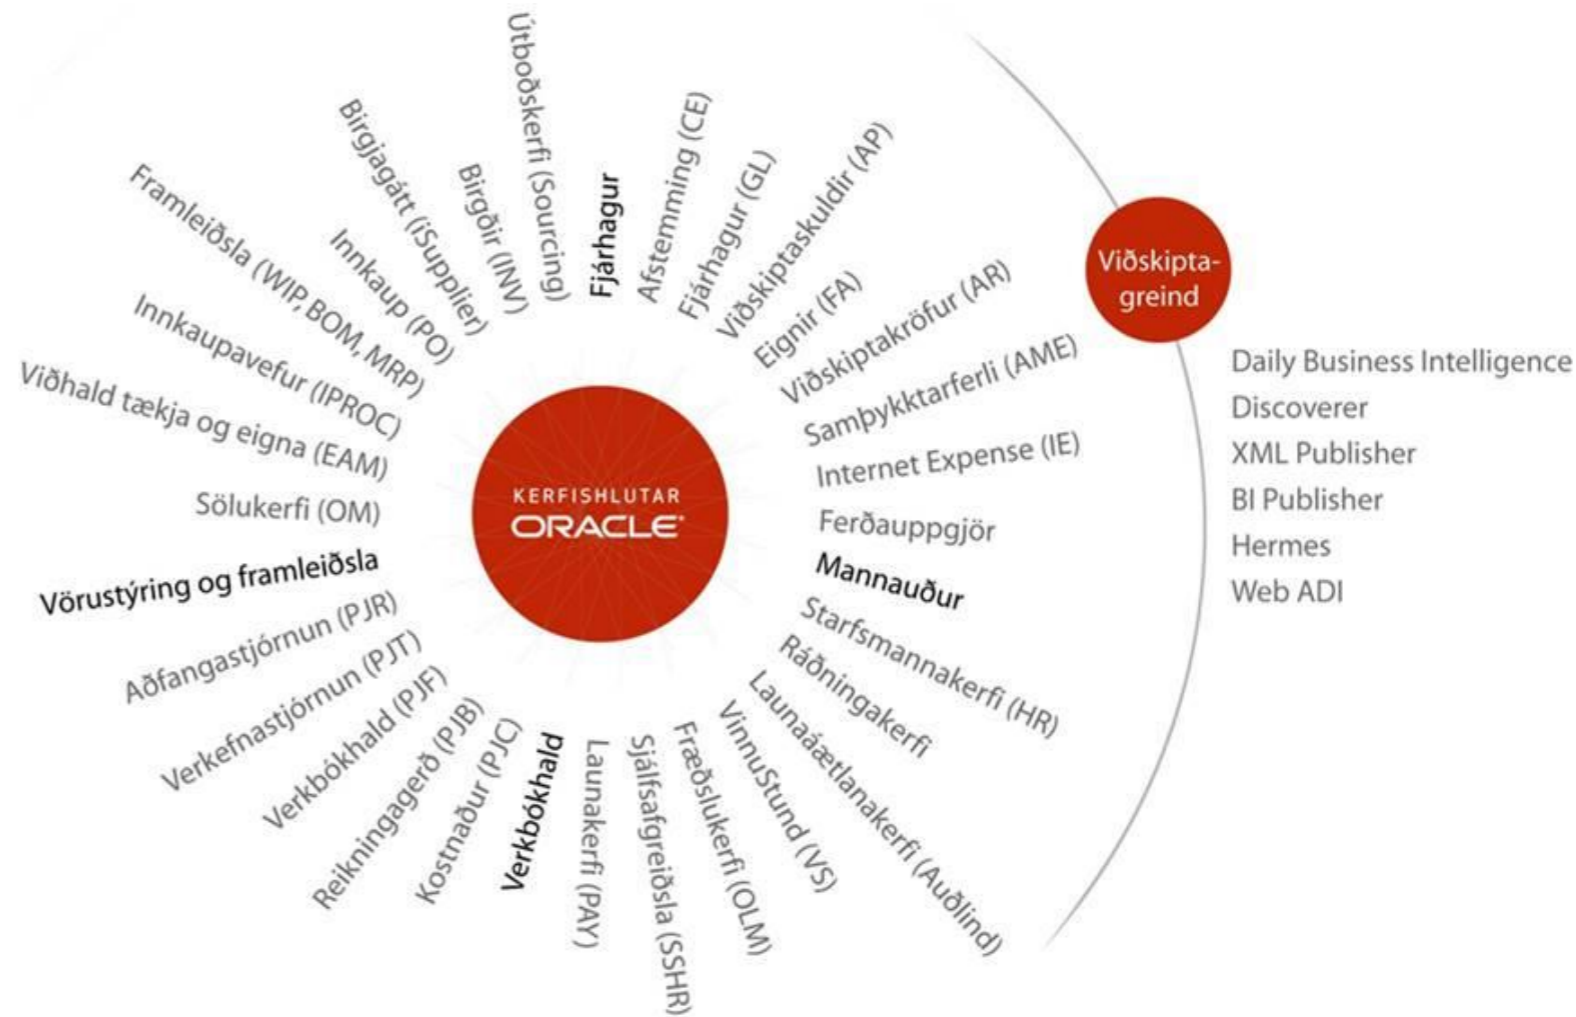 KERFISHLUTAR
ORACLE
Fjárhagur
Afstemming (CE)
Fjárhagur (GL)
Viðskiptaskuldir (AP)
Eignir (FA)
Viðskiptakröfur (AR)
Samþykktarferli (AME)
Internet Expense (IE)
Ferðauppgjör
Mannauður
Starfsmannakerfi (HR)
Ráðningakerfi
Launaáætlanakerfi (Auðlind)
VinnuStund (VS)
Fræðslukerfi (OLM)
Sjálfsafgreiðsla (SSHR)
Launakerfi (PAY)
Verkbókhald
Kostnaður (PJC)
Reikningagerð (PJB)
Verkbókhald (PJF)
Verkefnastjórnun (PJT)
Aðfangastjórnun (PJR)
Vörustýring og framleiðsla
Sölukerfi (OM)
Viðhald tækja og eigna (EAM)
Innkaupavefur (IPROC)
Framleiðsla (WIP, BOM, MRP)
Innkaup (PO)
Birgjagátt (iSupplier)
Birgðir (INV)
Útboðskerfi (Sourcing)
Viðskipta-
greind
Daily Business Intelligence
Discoverer
XML Publisher
BI Publisher
Hermes
Web ADI